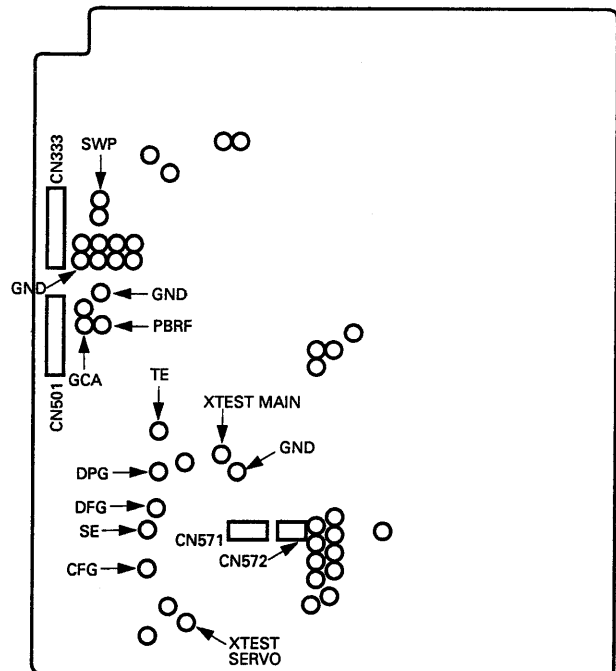 CN333
SWP
GND
GND
PBRF
CN501
GCA
TE
XTEST MAIN
GND
DPG
DFG
SE
CN571
CN572
CFG
XTEST
SERVO